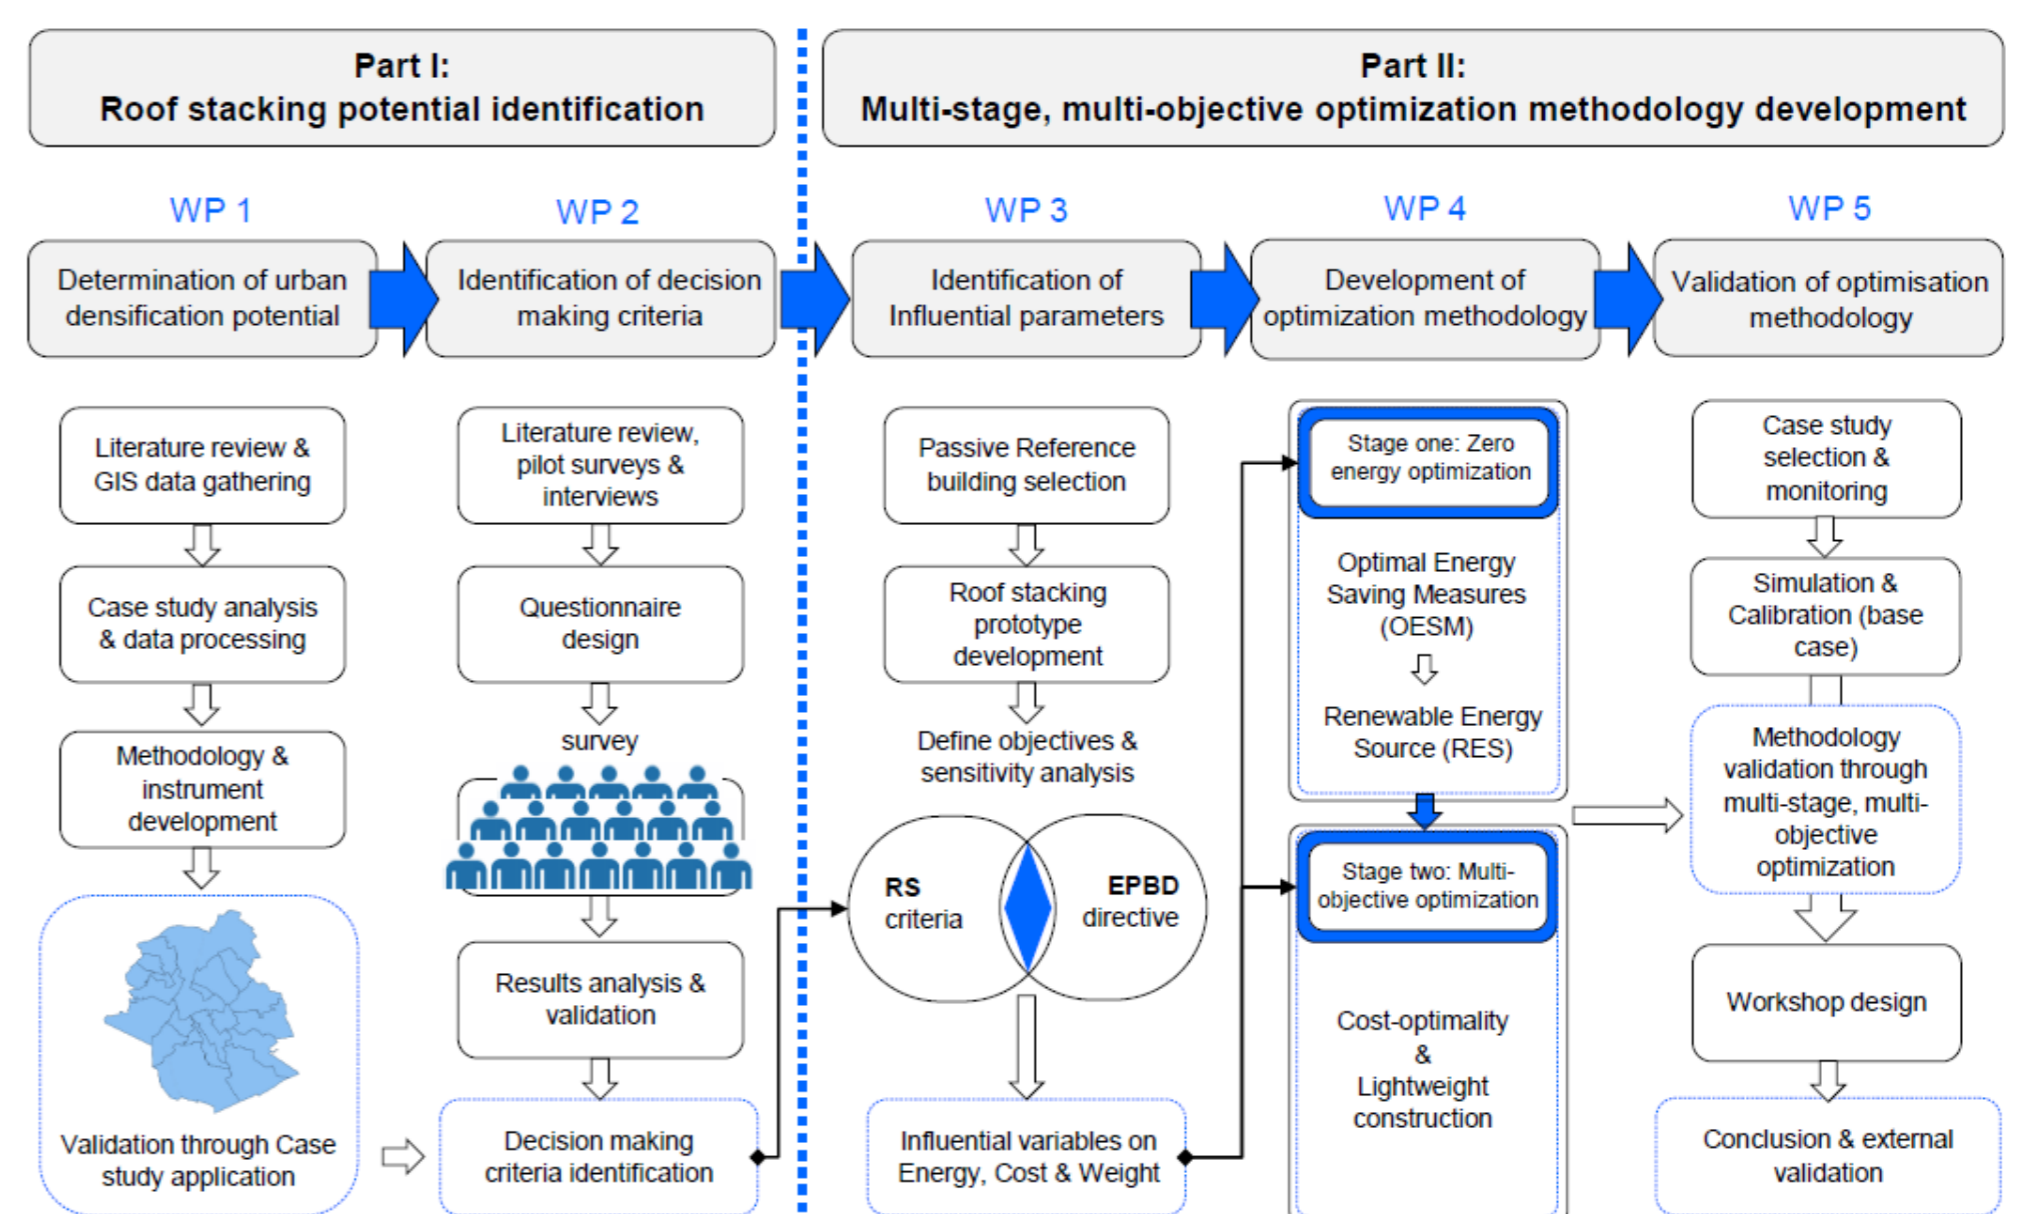 Part I:
Roof stacking potential identification
Part II:
Multi-stage, multi-objective optimization methodology development
WP 1
Determination of urban
densification potential
Literature review &
GIS data gathering
Case study analysis
& data processing
Methodology &
instrument
development
Validation through Case
study application
WP 2
Identification of decision
making criteria
Literature review,
pilot surveys &
interviews
Questionnaire
design
survey
Results analysis &
validation
Decision making
criteria identification
WP 3
Identification of
Influential parameters
Passive Reference
building selection
Roof stacking
prototype
development
Define objectives &
sensitivity analysis
RS
criteria
EPBD
directive
Influential variables on
Energy, Cost & Weight
WP 4
Development of
optimization methodology
Stage one: Zero
energy optimization
Optimal Energy
Saving Measures
(OESM)
Renewable Energy
Source (RES)
Stage two: Multi-
objective optimization
Cost-optimality
&
Lightweight
construction
WP 5
Validation of optimisation
methodology
Case study
selection &
monitoring
Simulation &
Calibration (base
case)
Methodology
validation through
multi-stage, multi-
objective
optimization
Workshop design
Conclusion & external
validation